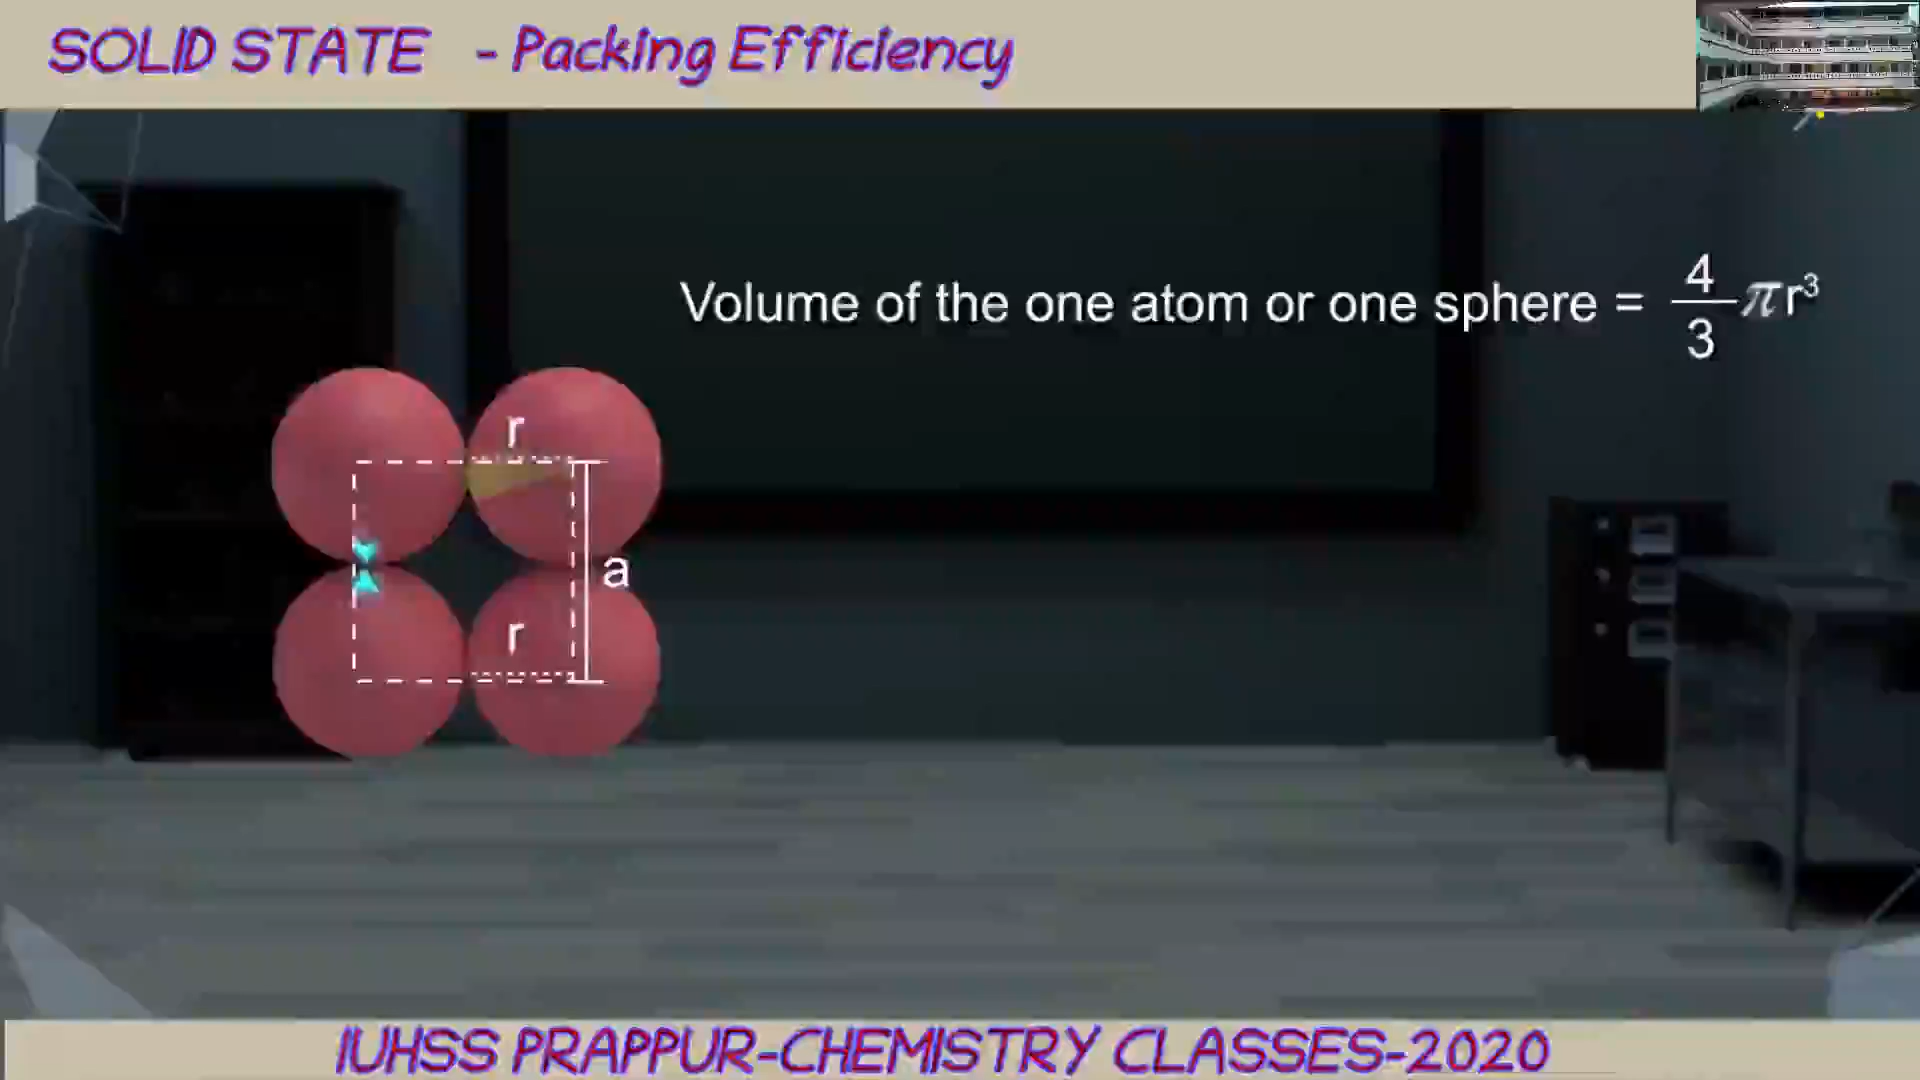 SOLID STATE - Packing Efficiency
Volume of the one atom or one sphere = 4/3 πr³
r
a
r
IUHSS PRAPPUR-CHEMISTRY CLASSES-2020